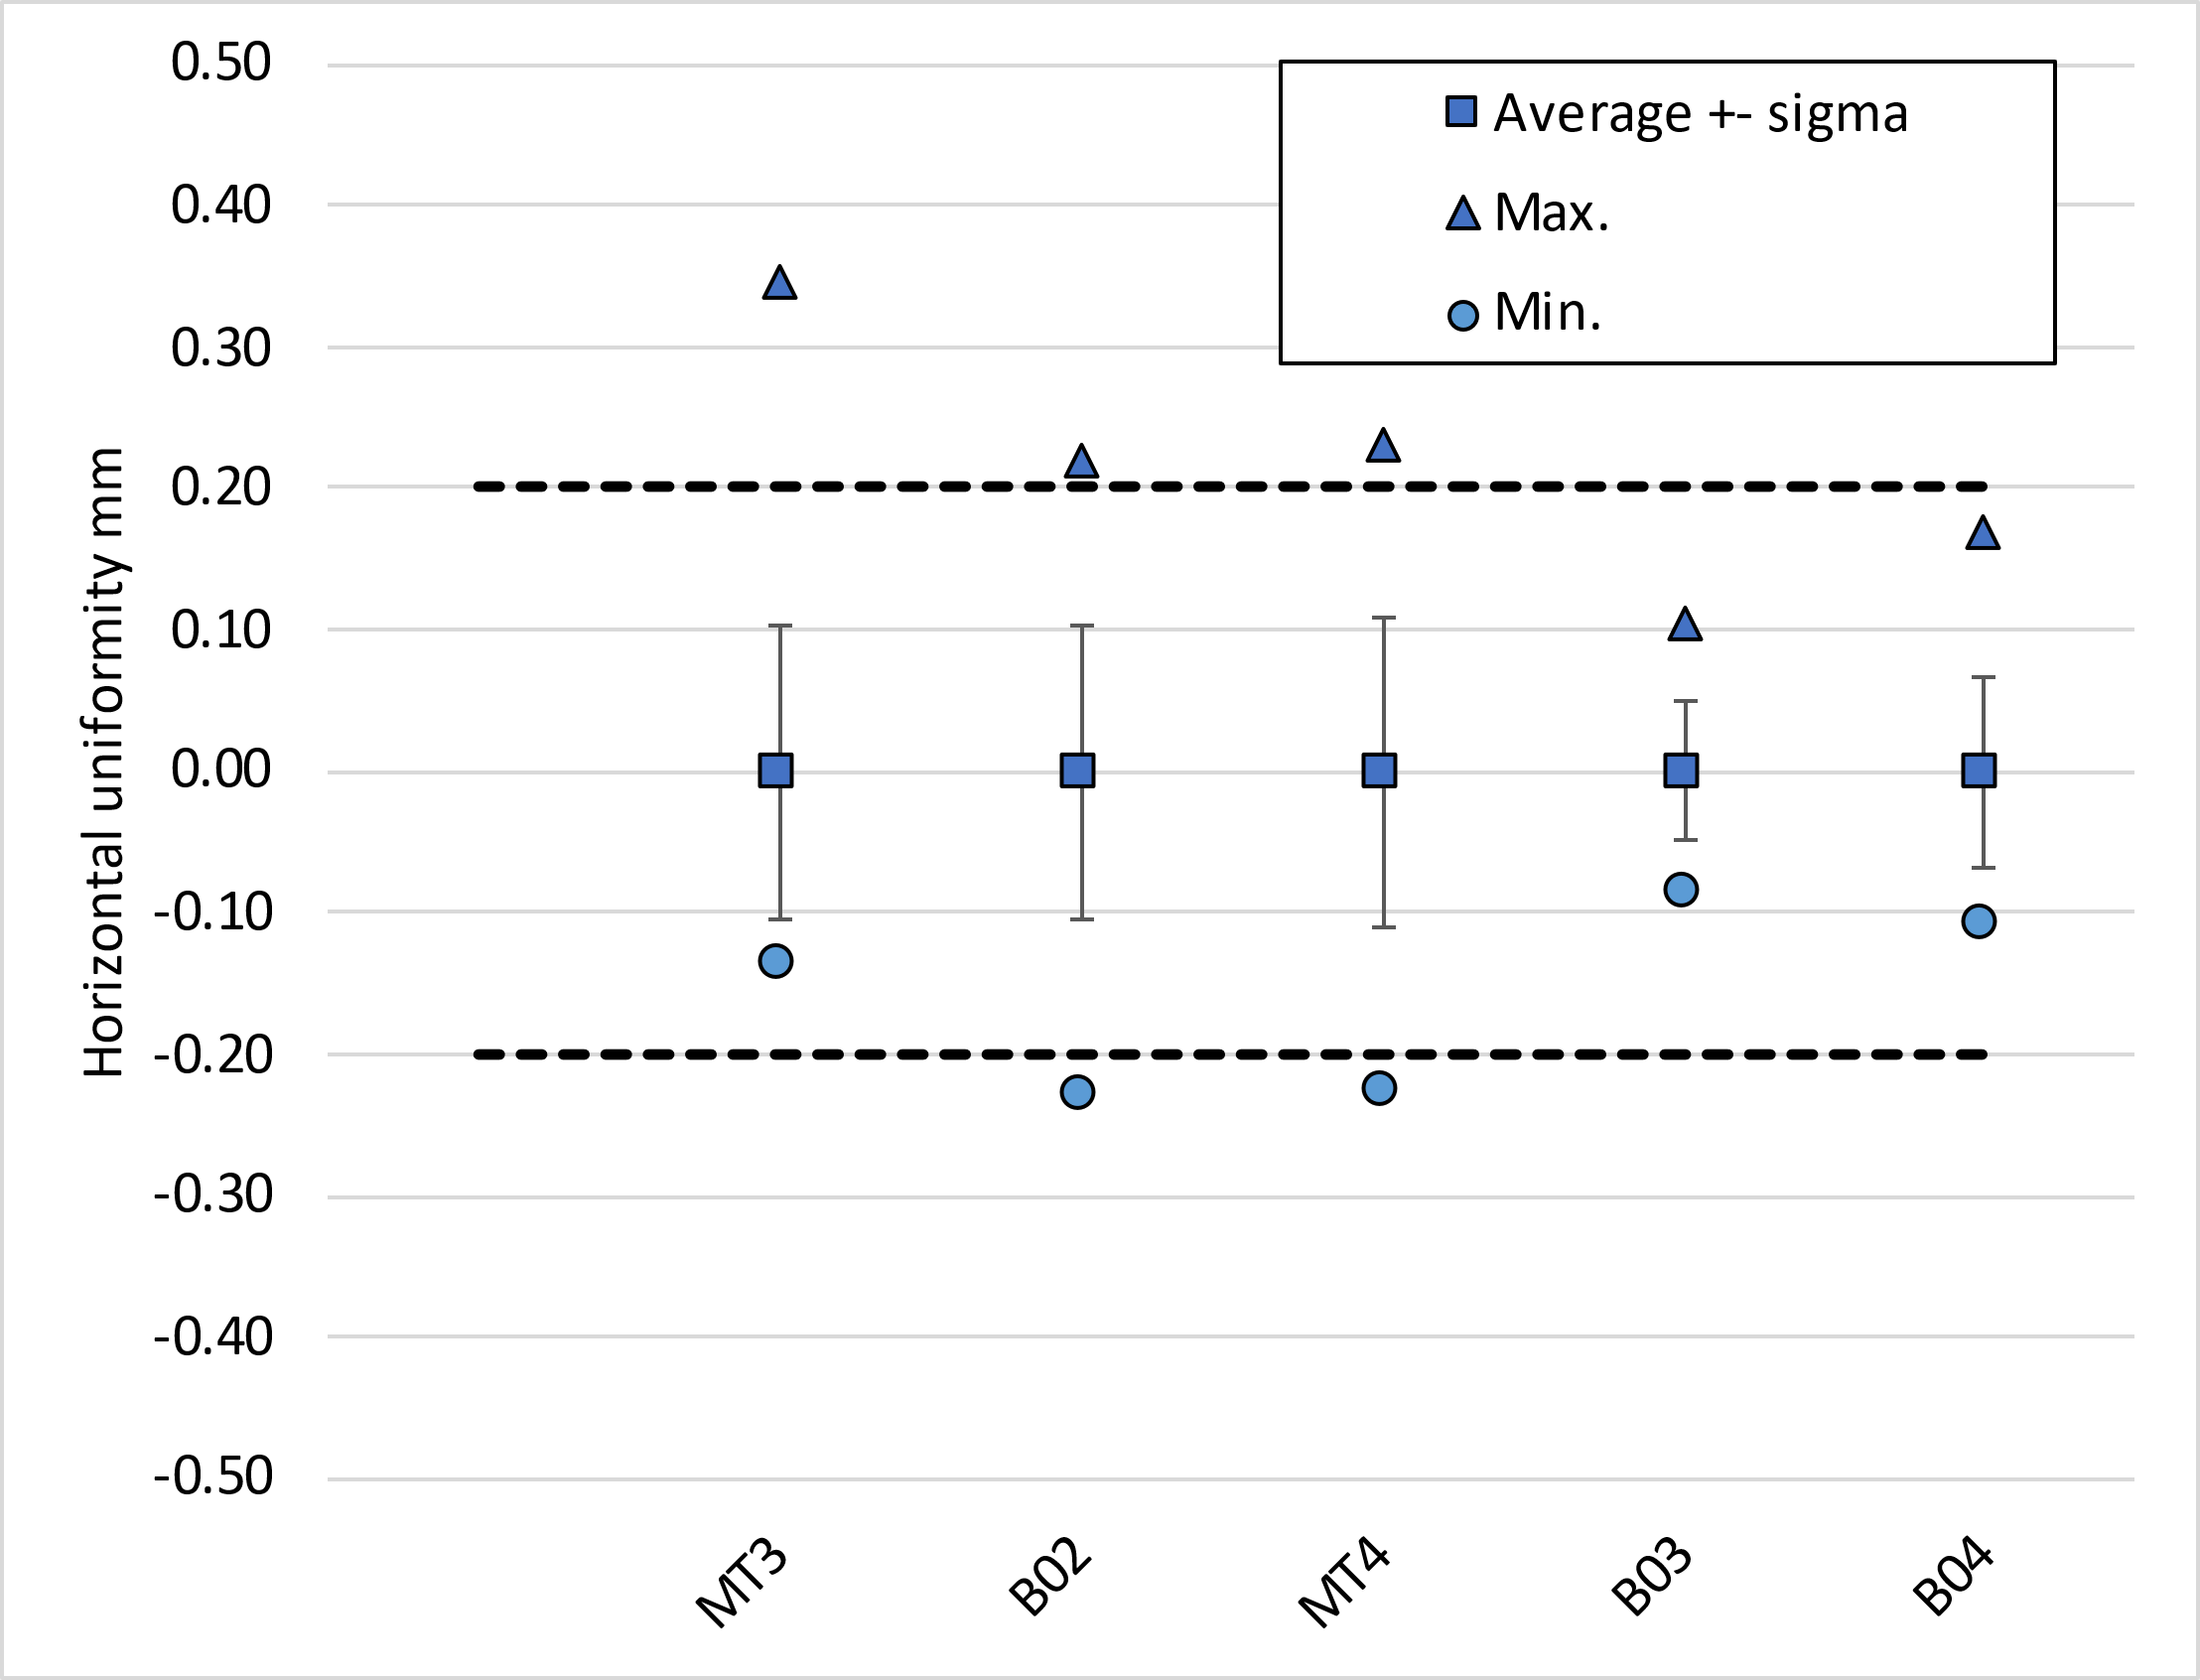 0.50
0.40
0.30
0.20
0.10
0.00
-0.10
-0.20
-0.30
-0.40
-0.50
Horizontal uniformity mm
Average +- sigma
Max.
Min.
MT3
B02
MT4
B03
B04